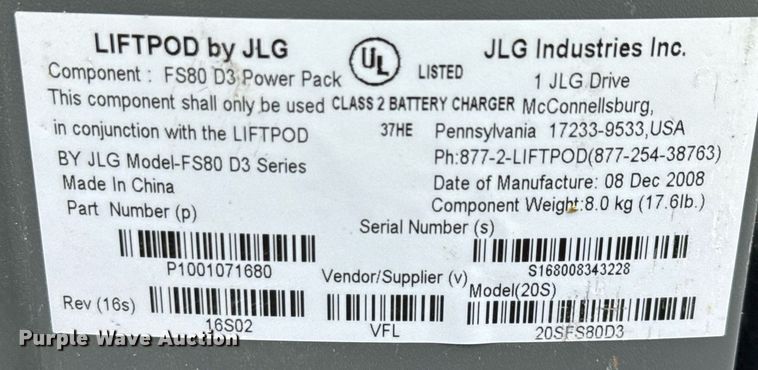 LIFTPOD by JLG
Component : FS80 D3 Power Pack
This component shall only be used
in conjunction with the LIFTPOD
BY JLG Model-FS80 D3 Series
Made In China
Part Number (p)
P1001071680
Rev (16s)
16S02
UL
LISTED
CLASS 2 BATTERY CHARGER
37HE
JLG Industries Inc.
1 JLG Drive
McConnellsburg,
Pennsylvania 17233-9533,USA
Ph:877-2-LIFTPOD(877-254-38763)
Date of Manufacture: 08 Dec 2008
Component Weight:8.0 kg (17.6lb.)
Serial Number (s)
S168008343228
Vendor/Supplier (v)
VFL
Model(20S)
20SFS80D3
Purple Wave Auction